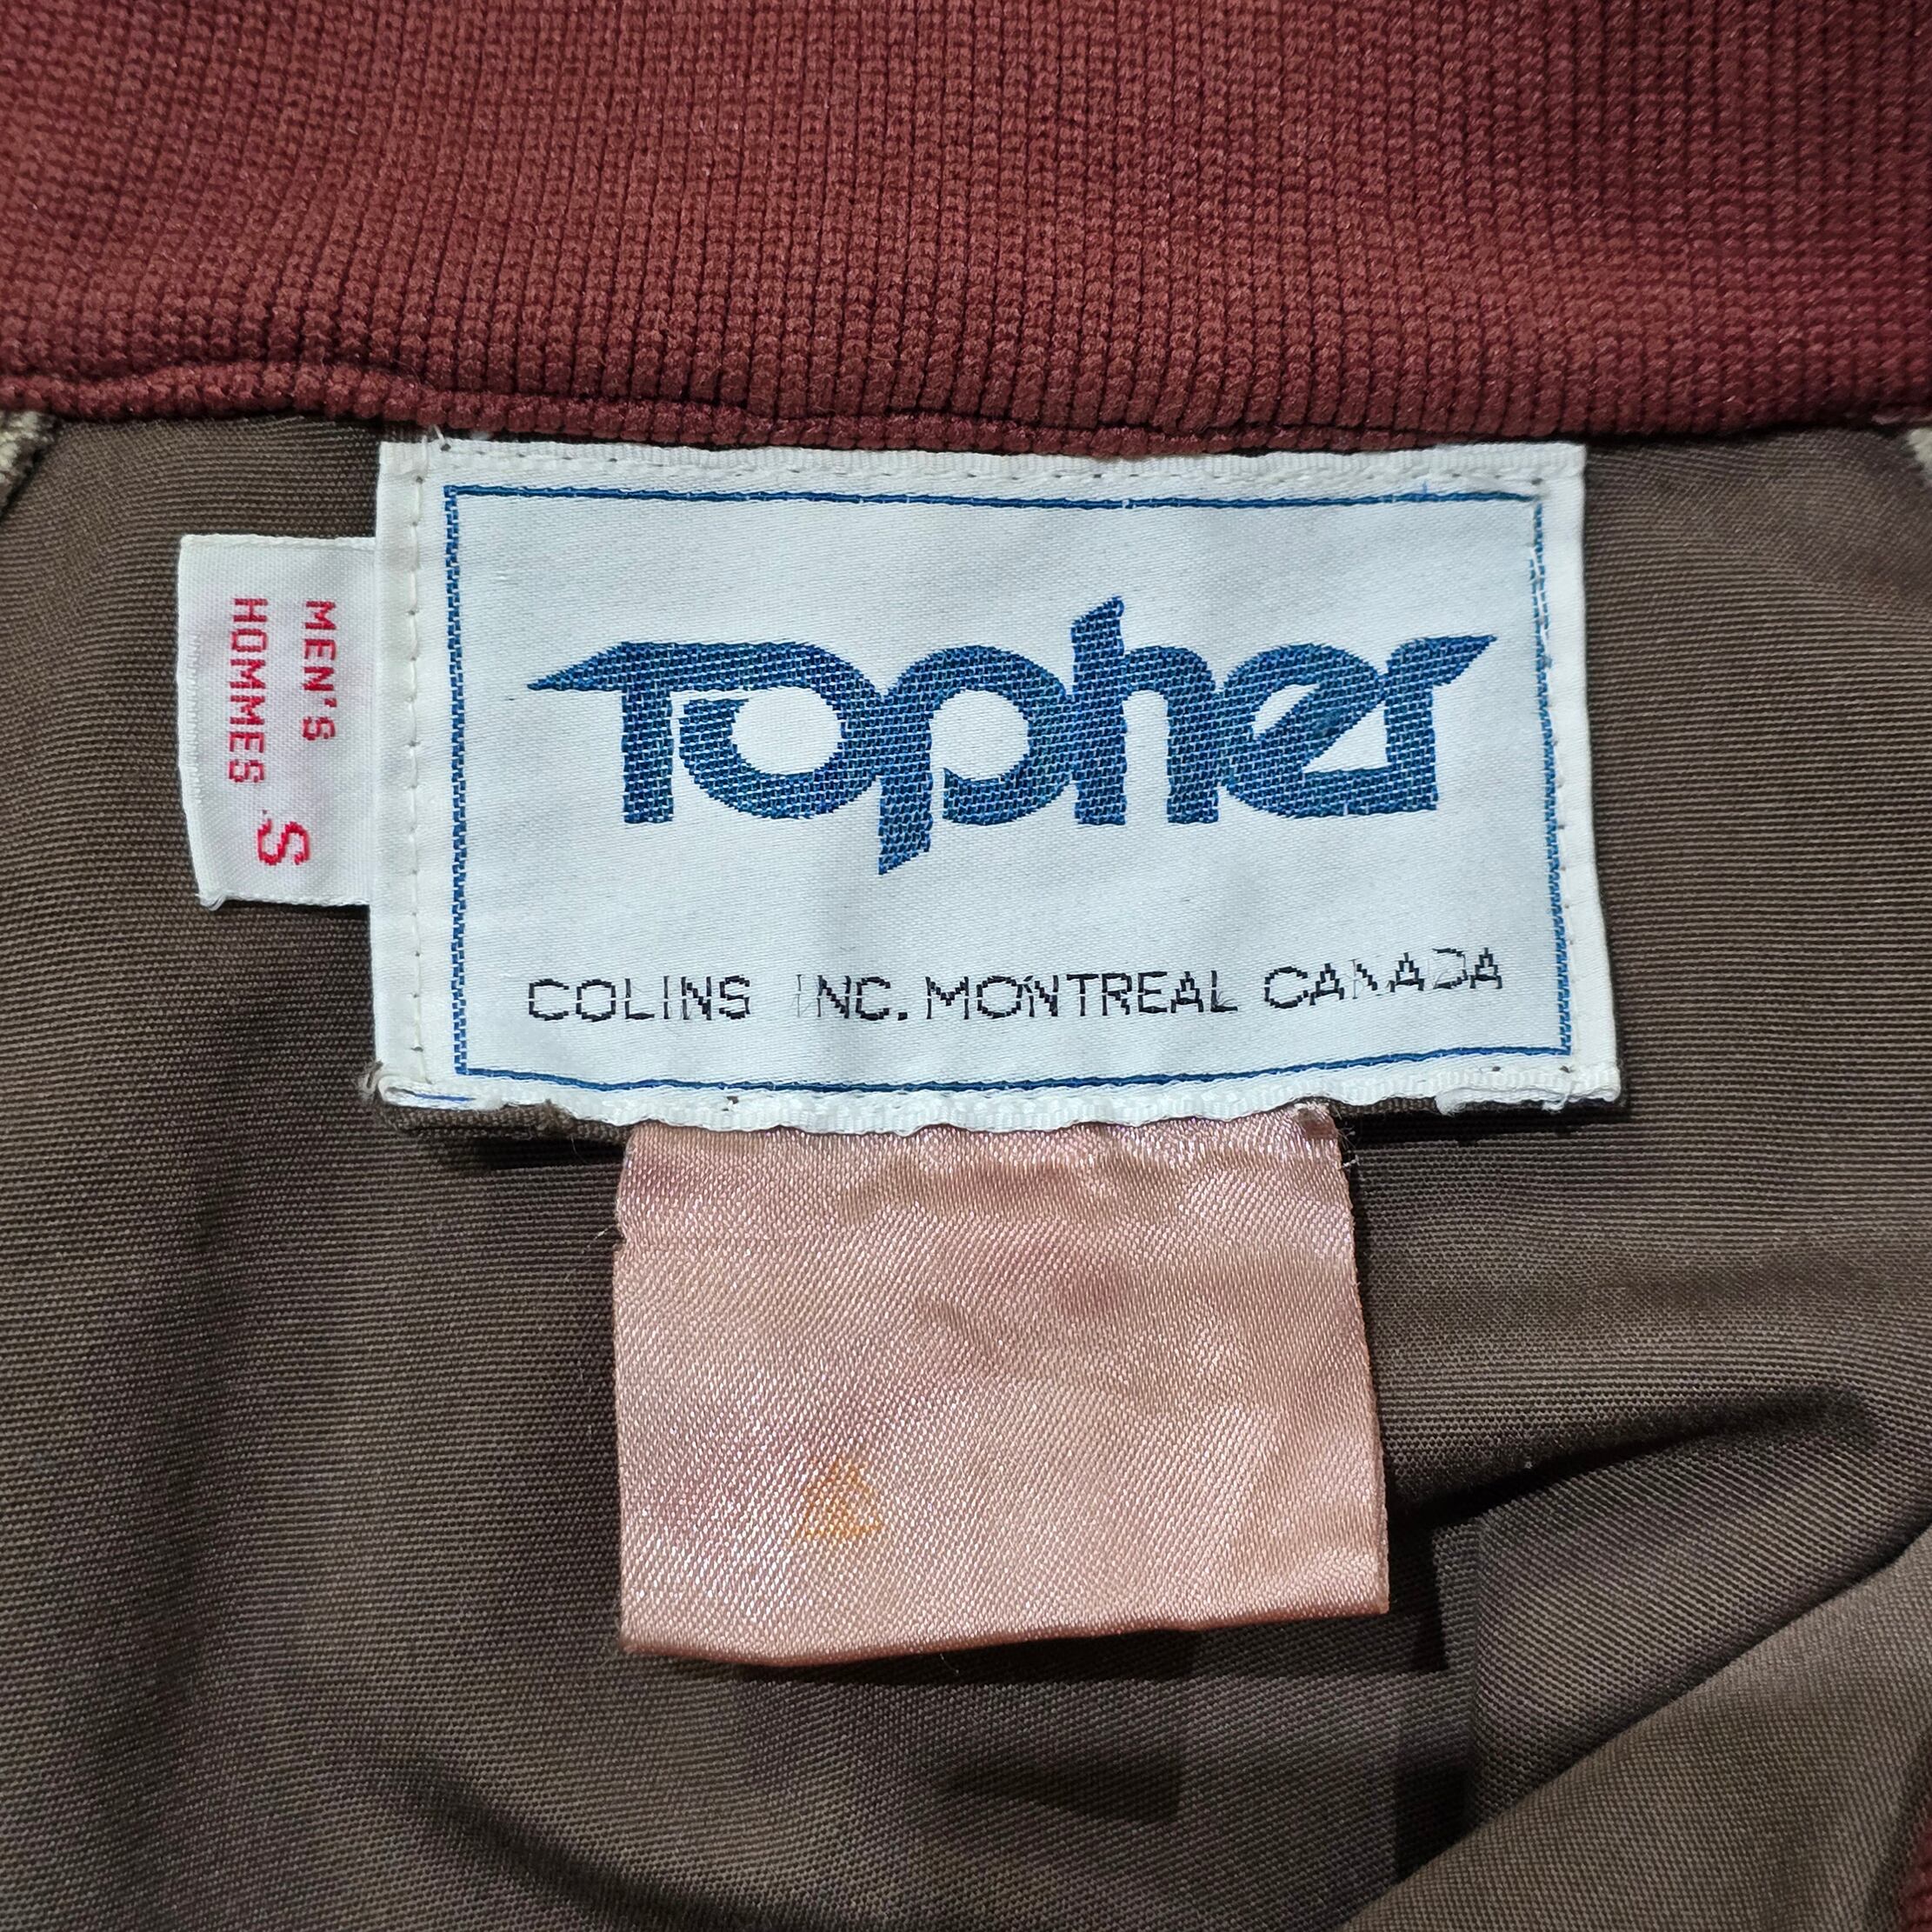 MEN'S
HOMMES S
Topher
COLINS INC. MONTREAL CANADA